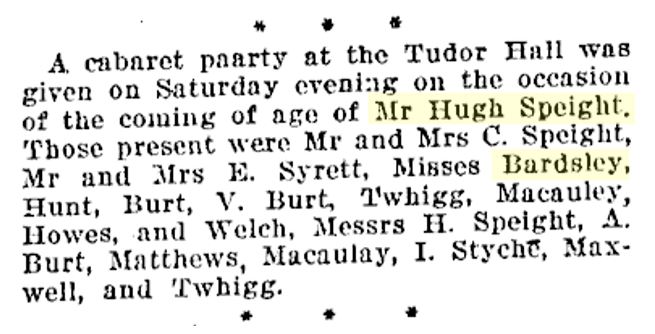 * * *
A cabaret paarty at the Tudor Hall was
given on Saturday evening on the occasion
of the coming of age of Mr Hugh Speight.
Those present were Mr and Mrs C. Speight,
Mr and Mrs E. Syrett, Misses Bardsley,
Hunt, Burt, V. Burt, Twhigg, Macauley,
Howes, and Welch, Messrs H. Speight, A.
Burt, Matthews, Macaulay, I. Styche, Max-
well, and Twhigg.
* * *